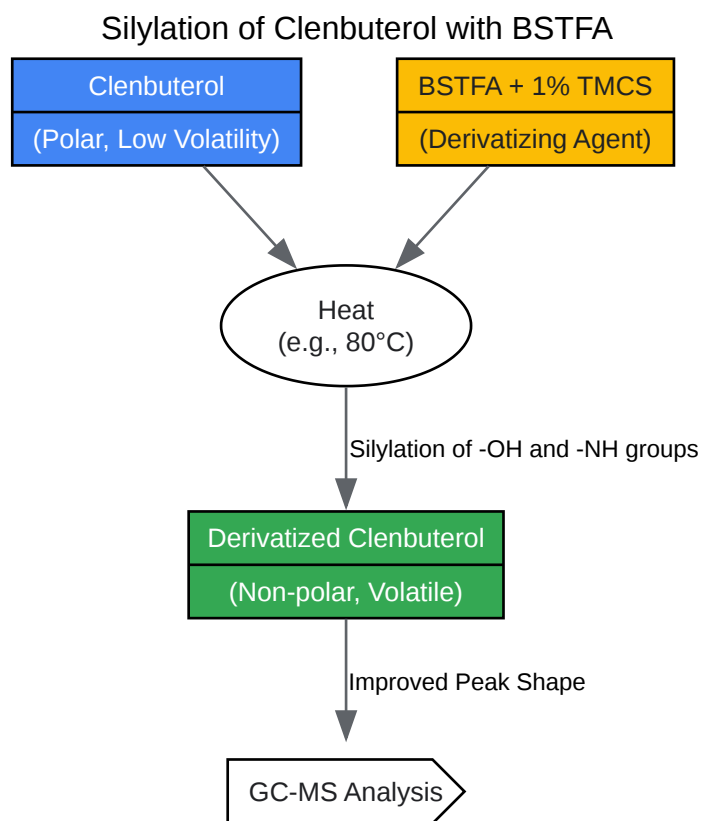 Silylation of Clenbuterol with BSTFA
Clenbuterol
(Polar, Low Volatility)
BSTFA + 1% TMCS
(Derivatizing Agent)
Heat
(e.g., 80°C)
Silylation of -OH and -NH groups
Derivatized Clenbuterol
(Non-polar, Volatile)
Improved Peak Shape
GC-MS Analysis